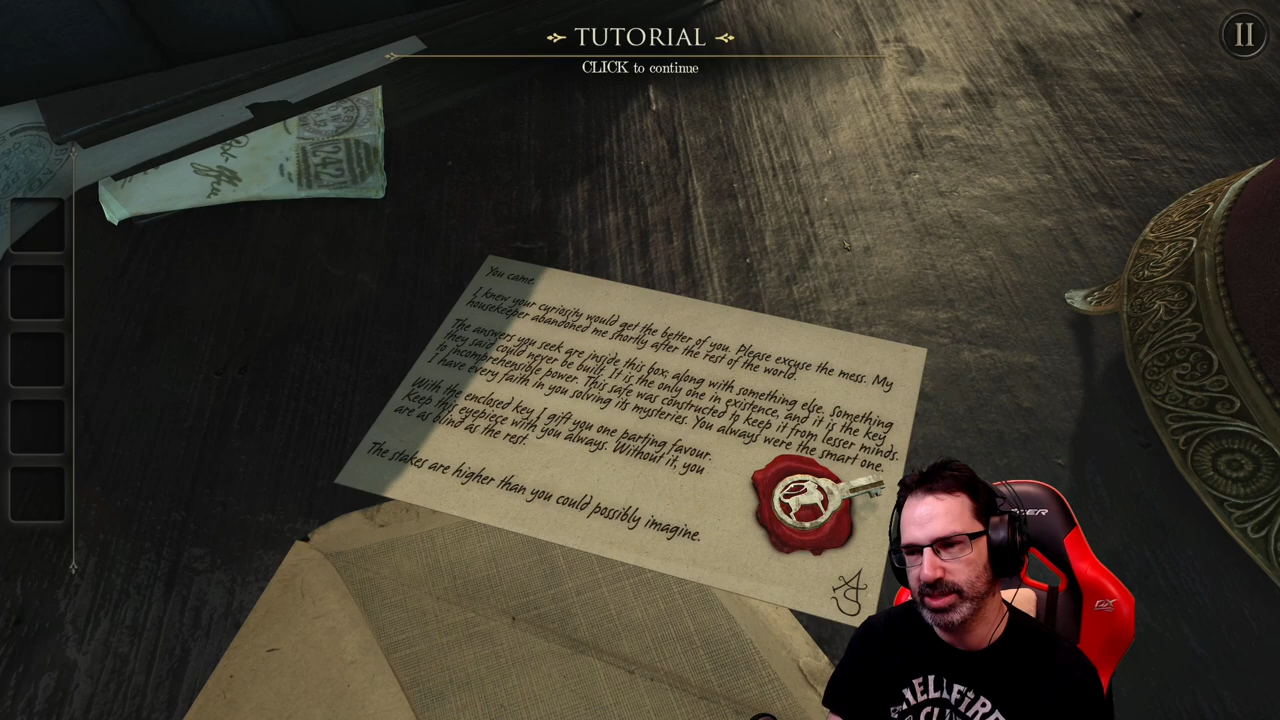 TUTORIAL
CLICK to continue
242
You came.
I knew your curiosity would get the better of you. Please excuse the mess. My
housekeeper abandoned me shortly after the rest of the world.
The answers you seek are inside this box, along with something else. Something
they said could never be built. It is the only one in existence, and it is the key
to incomprehensible power. This safe was constructed to keep it from lesser minds.
I have every faith in you solving its mysteries. You always were the smart one.
With the enclosed key I gift you one parting favour.
Keep this eyepiece with you always. Without it, you
are as blind as the rest.
The stakes are higher than you could possibly imagine.
HELLFIRE